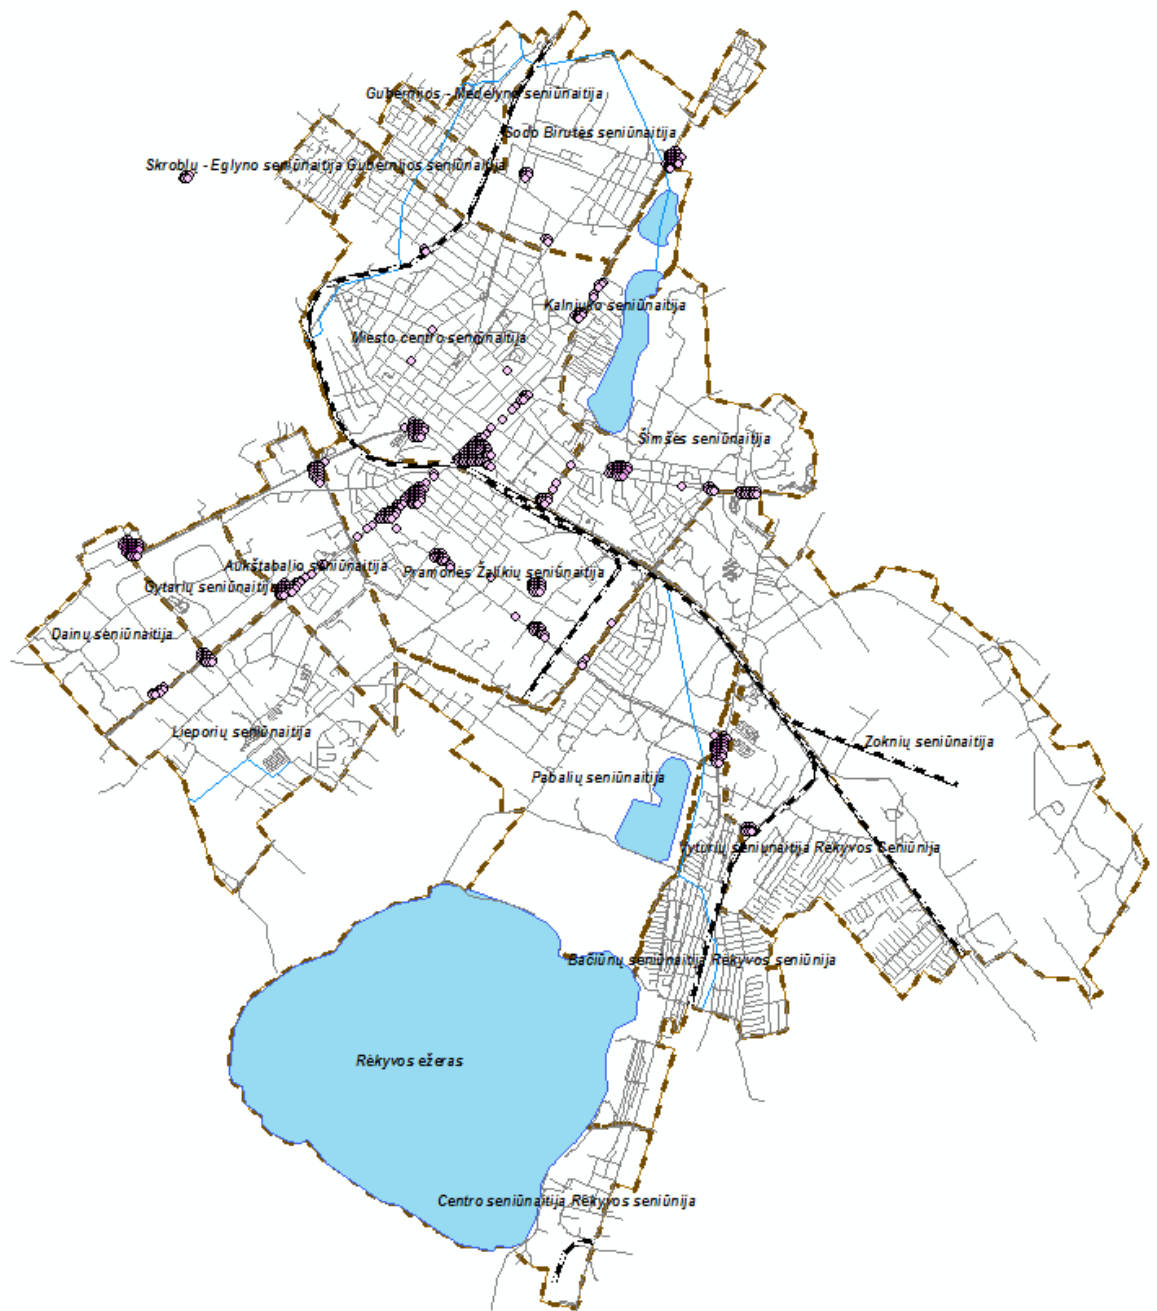 Gubernijos - Medelyno seniūnaitija
Sodo Birutės seniūnaitija
Skroblų - Eglyno seniūnaitija Gubernijos seniūnaitija
Kalniuko seniūnaitija
Miesto centro seniūnaitija
Šimšės seniūnaitija
Aukštabalio seniūnaitija
Pramonės Žaliūkių seniūnaitija
Gytarių seniūnaitija
Dainų seniūnaitija
Lieporių seniūnaitija
Zoknių seniūnaitija
Pabalių seniūnaitija
Vyturių seniūnaitija Rėkyvos Seniūnija
Bačiūnų seniūnaitija Rėkyvos seniūnija
Rėkyvos ežeras
Centro seniūnaitija Rėkyvos seniūnija